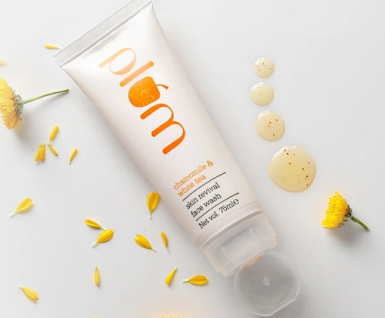 plum
chamomile &
white tea
skin revival
face wash
Net vol. 75ml